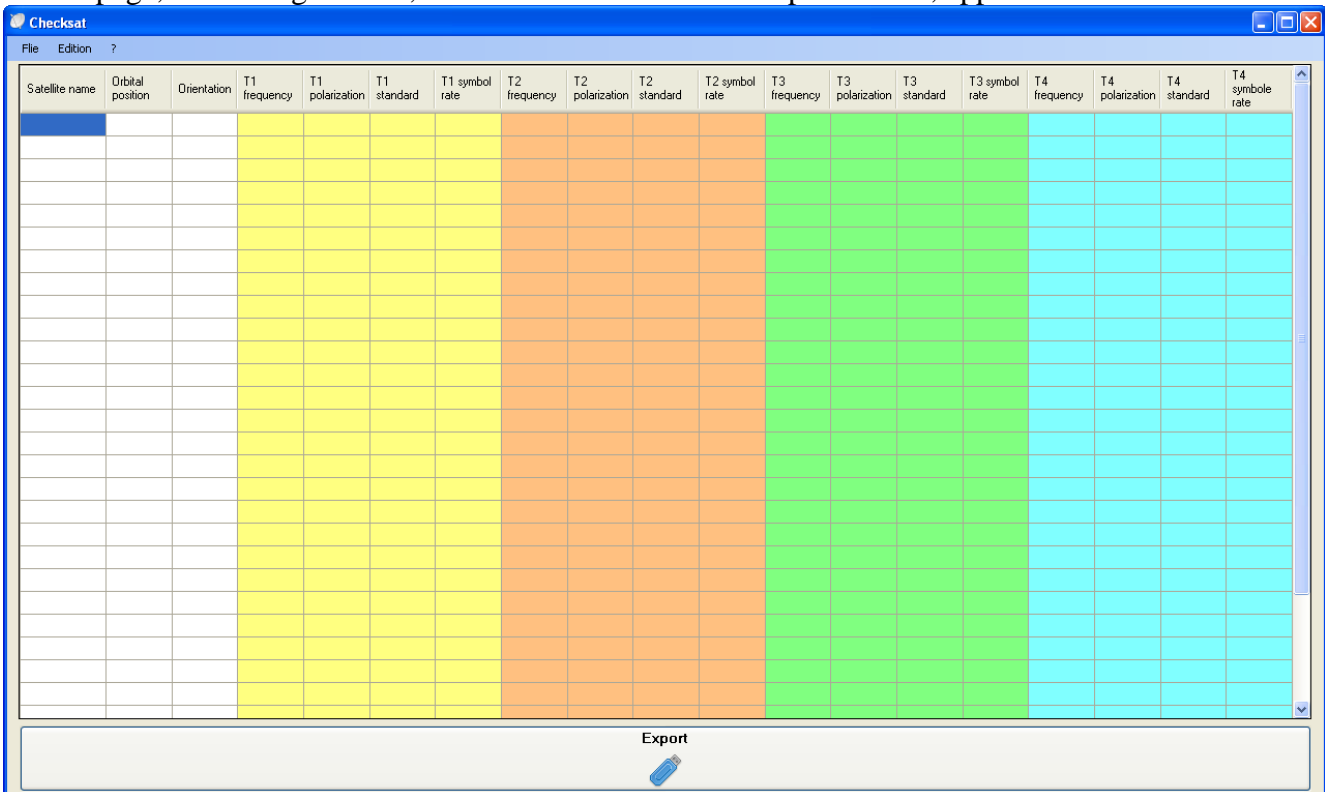 Checksat
Flie Edition ?
Satellite name
Orbital
position
Orientation
T1
frequency
T1
polarization
T1
standard
T1 symbol
rate
T2
frequency
T2
polarization
T2
standard
T2 symbol
rate
T3
frequency
T3
polarization
T3
standard
T3 symbol
rate
T4
frequency
T4
polarization
T4
standard
T4
symbole
rate
Export